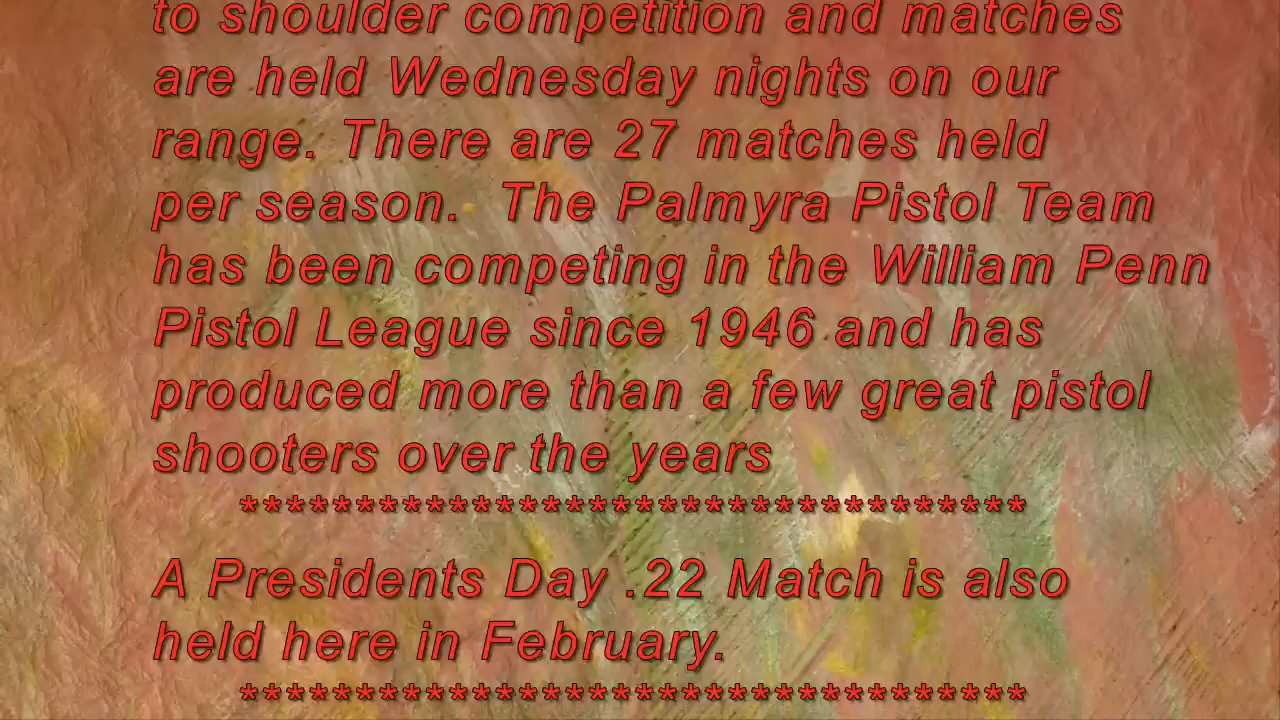 to shoulder competition and matches
are held Wednesday nights on our
range. There are 27 matches held
per season.  The Palmyra Pistol Team
has been competing in the William Penn
Pistol League since 1946 and has
produced more than a few great pistol
shooters over the years
**********************************
A Presidents Day .22 Match is also
held here in February.
**********************************